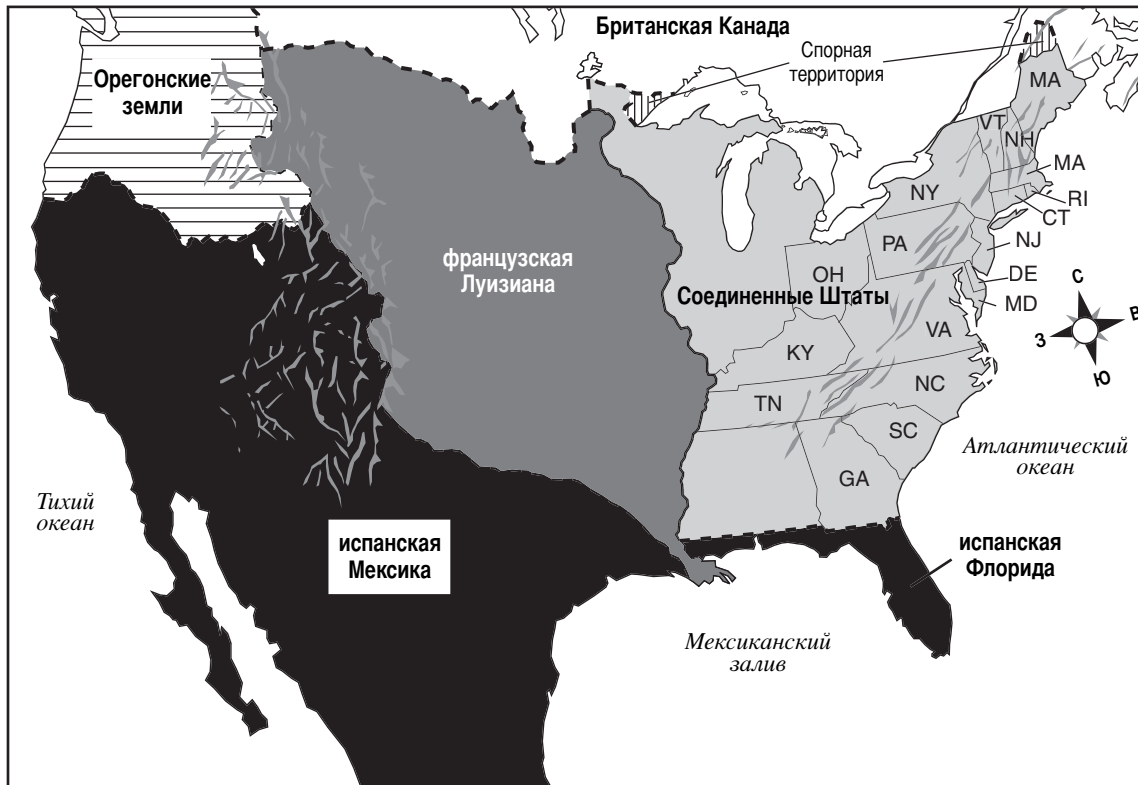 Британская Канада
Спорная
территория
Орегонские
земли
MA
VT
NH
MA
NY
RI
CT
PA
NJ
французская
Луизиана
OH
DE
Соединенные Штаты
MD
С
В
З
Ю
VA
KY
NC
TN
SC
Атлантический
океан
GA
Тихий
океан
испанская
Мексика
испанская
Флорида
Мексиканский
залив